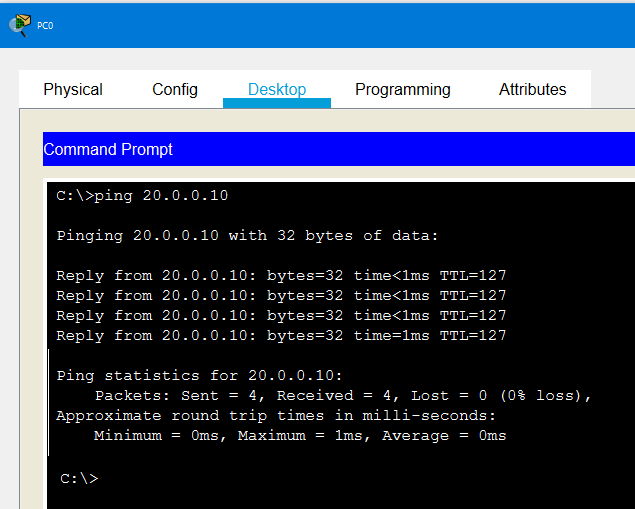 PC0
Physical Config Desktop Programming Attributes
Command Prompt
C:\>ping 20.0.0.10
Pinging 20.0.0.10 with 32 bytes of data:
Reply from 20.0.0.10: bytes=32 time<1ms TTL=127
Reply from 20.0.0.10: bytes=32 time<1ms TTL=127
Reply from 20.0.0.10: bytes=32 time<1ms TTL=127
Reply from 20.0.0.10: bytes=32 time=1ms TTL=127
Ping statistics for 20.0.0.10:
Packets: Sent = 4, Received = 4, Lost = 0 (0% loss),
Approximate round trip times in milli-seconds:
Minimum = 0ms, Maximum = 1ms, Average = 0ms
C:\>